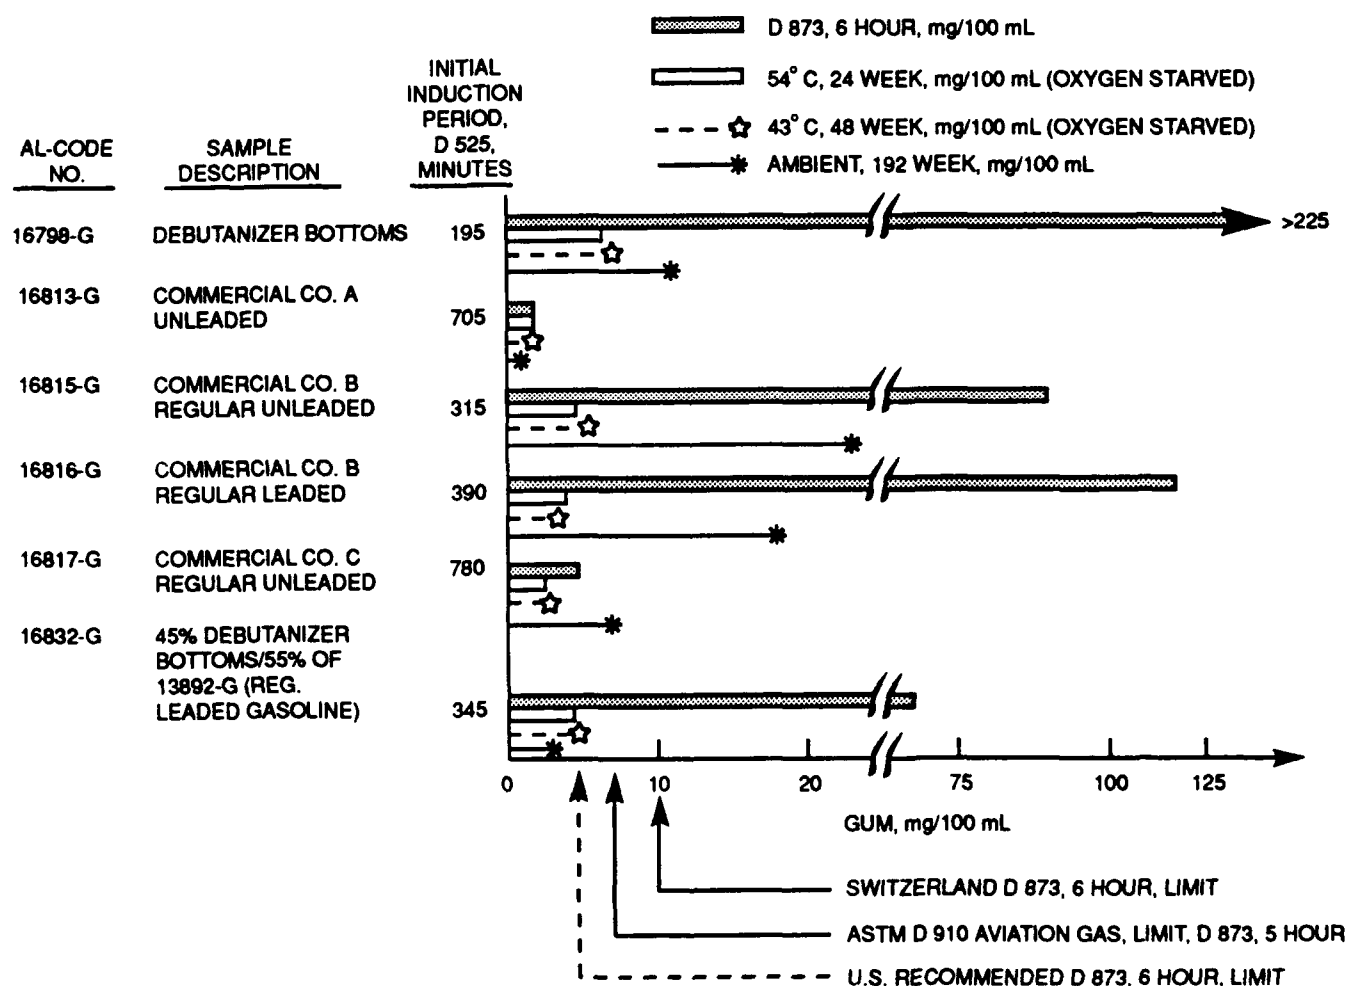 D 873, 6 HOUR, mg/100 mL
54° C, 24 WEEK, mg/100 mL (OXYGEN STARVED)
43° C, 48 WEEK, mg/100 mL (OXYGEN STARVED)
AMBIENT, 192 WEEK, mg/100 mL
INITIAL
INDUCTION
PERIOD,
D 525,
MINUTES
AL-CODE
NO.
SAMPLE
DESCRIPTION
16798-G DEBUTANIZER BOTTOMS 195 >225
16813-G COMMERCIAL CO. A
UNLEADED 705
16815-G COMMERCIAL CO. B
REGULAR UNLEADED 315
16816-G COMMERCIAL CO. B
REGULAR LEADED 390
16817-G COMMERCIAL CO. C
REGULAR UNLEADED 780
16832-G 45% DEBUTANIZER
BOTTOMS/55% OF
13892-G (REG.
LEADED GASOLINE) 345
0 10 20 75 100 125
GUM, mg/100 mL
SWITZERLAND D 873, 6 HOUR, LIMIT
ASTM D 910 AVIATION GAS, LIMIT, D 873, 5 HOUR
U.S. RECOMMENDED D 873, 6 HOUR, LIMIT